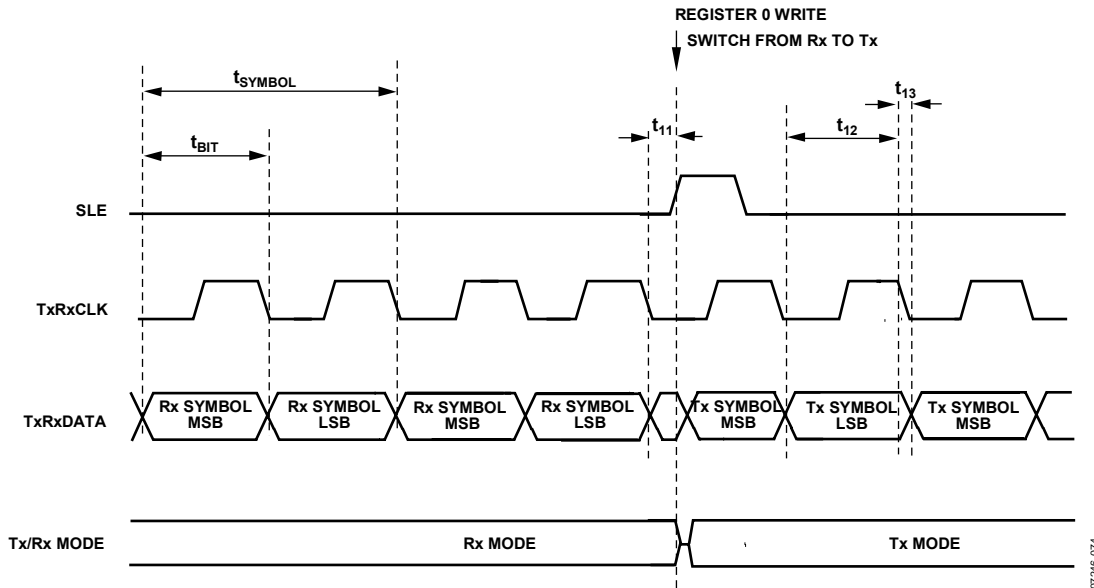 REGISTER 0 WRITE
SWITCH FROM Rx TO Tx
tSYMBOL
t13
t11
t12
tBIT
SLE
TxRxCLK
TxRxDATA
Rx SYMBOL
MSB
Rx SYMBOL
LSB
Rx SYMBOL
MSB
Rx SYMBOL
LSB
Tx SYMBOL
MSB
Tx SYMBOL
LSB
Tx SYMBOL
MSB
Tx/Rx MODE
Rx MODE
Tx MODE
07246-074